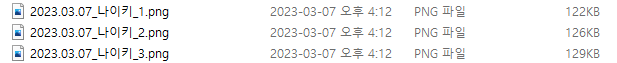 2023.03.07_나이키_1.png 2023-03-07 오후 4:12 PNG 파일 122KB
2023.03.07_나이키_2.png 2023-03-07 오후 4:12 PNG 파일 126KB
2023.03.07_나이키_3.png 2023-03-07 오후 4:12 PNG 파일 129KB